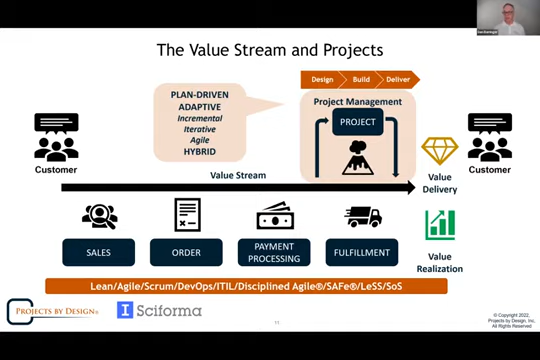 The Value Stream and Projects
Design
Build
Deliver
PLAN-DRIVEN
ADAPTIVE
Incremental
Iterative
Agile
HYBRID
Project Management
PROJECT
Customer
Customer
Value Stream
Value
Delivery
SALES
ORDER
PAYMENT
PROCESSING
FULFILLMENT
Value
Realization
Lean/Agile/Scrum/DevOps/ITIL/Disciplined Agile®/SAFe®/LeSS/SoS
PROJECTS BY DESIGN®
Sciforma
11
© Copyright 2022,
Projects by Design, Inc.
All Rights Reserved